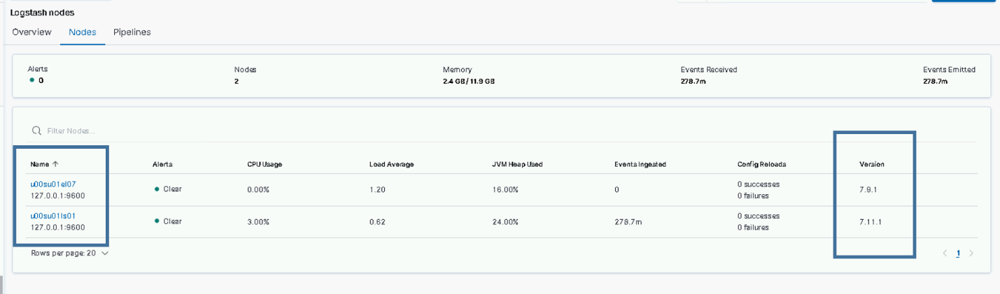 Logstash nodes
Overview Nodes Pipelines
Alerts Nodes Memory Events Received Events Emitted
0 2 2.4 GB / 11.9 GB 278.7m 278.7m
Filter Nodes...
Name ↑ Alerts CPU Usage Load Average JVM Heap Used Events Ingested Config Reloads Version
u00su01el07 Clear 0.00% 1.20 16.00% 0 0 successes 7.9.1
127.0.0.1:9600 0 failures
u00su01ls01 Clear 3.00% 0.62 24.00% 278.7m 0 successes 7.11.1
127.0.0.1:9600 0 failures
Rows per page: 20 < 1 >